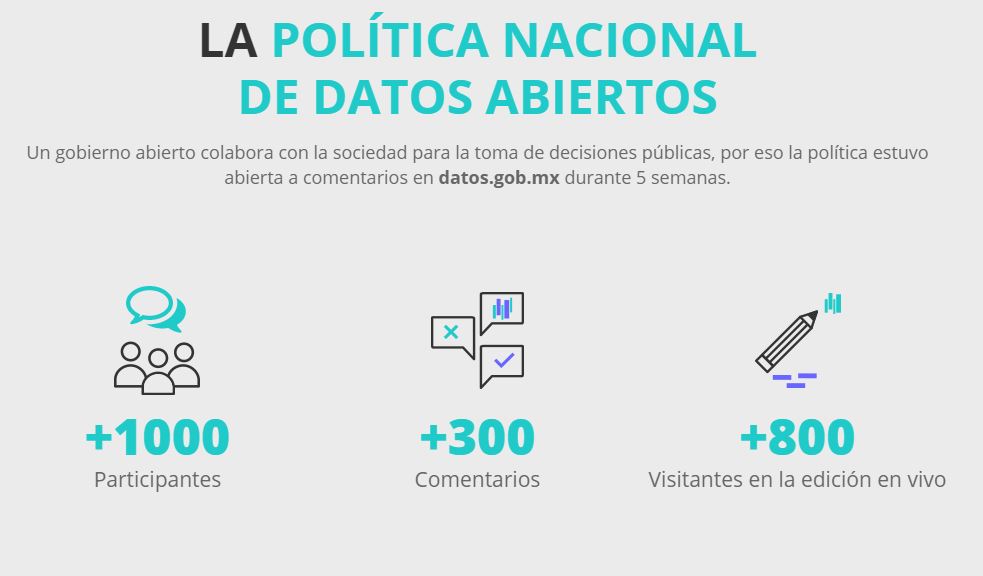 LA POLÍTICA NACIONAL
DE DATOS ABIERTOS
Un gobierno abierto colabora con la sociedad para la toma de decisiones públicas, por eso la política estuvo
abierta a comentarios en datos.gob.mx durante 5 semanas.
+1000
Participantes
+300
Comentarios
+800
Visitantes en la edición en vivo